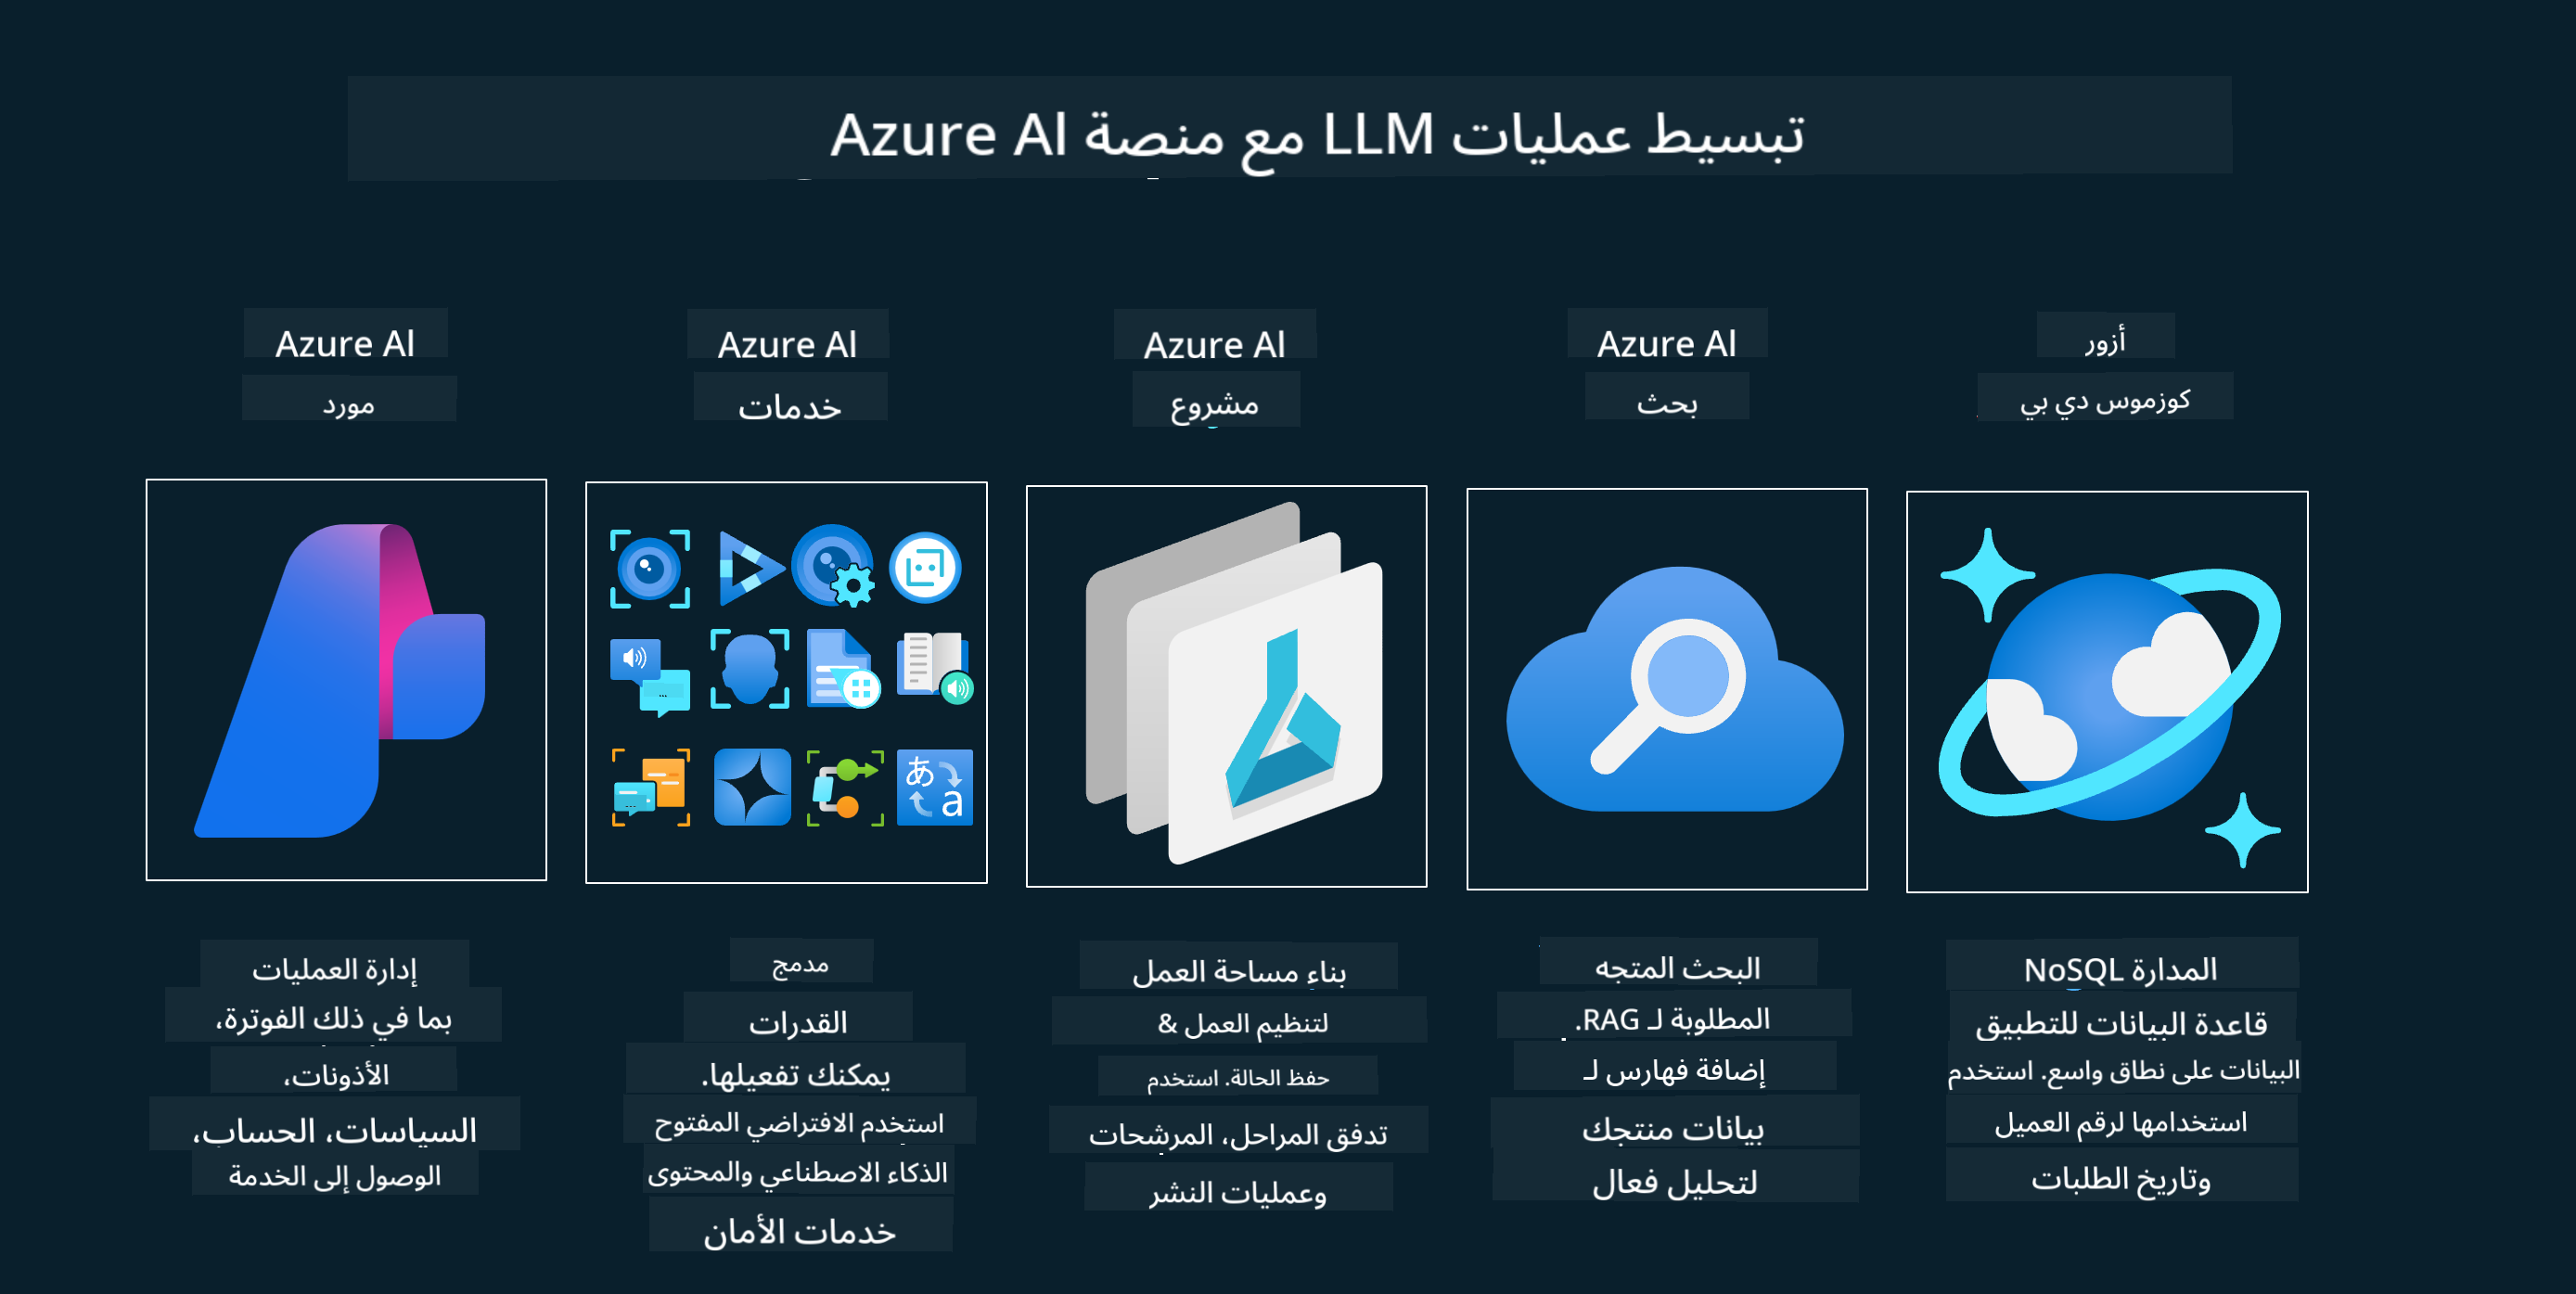 تبسيط عمليات LLM مع منصة Azure AI
Azure AI
مورد
Azure AI
خدمات
Azure AI
مشروع
Azure AI
بحث
أزور
كوزموس دي بي
あ
a
إدارة العمليات
بما في ذلك الفوترة،
الأذونات،
السياسات، الحساب،
الوصول إلى الخدمة
مدمج
القدرات
يمكنك تفعيلها.
استخدم الافتراضي المفتوح
الذكاء الاصطناعي والمحتوى
خدمات الأمان
بناء مساحة العمل
لتنظيم العمل &
حفظ الحالة. استخدم
تدفق المراحل، المرشحات
وعمليات النشر
البحث المتجه
المطلوبة لـ RAG.
إضافة فهارس لـ
بيانات منتجك
لتحليل فعال
المدارة NoSQL
قاعدة البيانات للتطبيق
البيانات على نطاق واسع. استخدم
استخدامها لرقم العميل
وتاريخ الطلبات